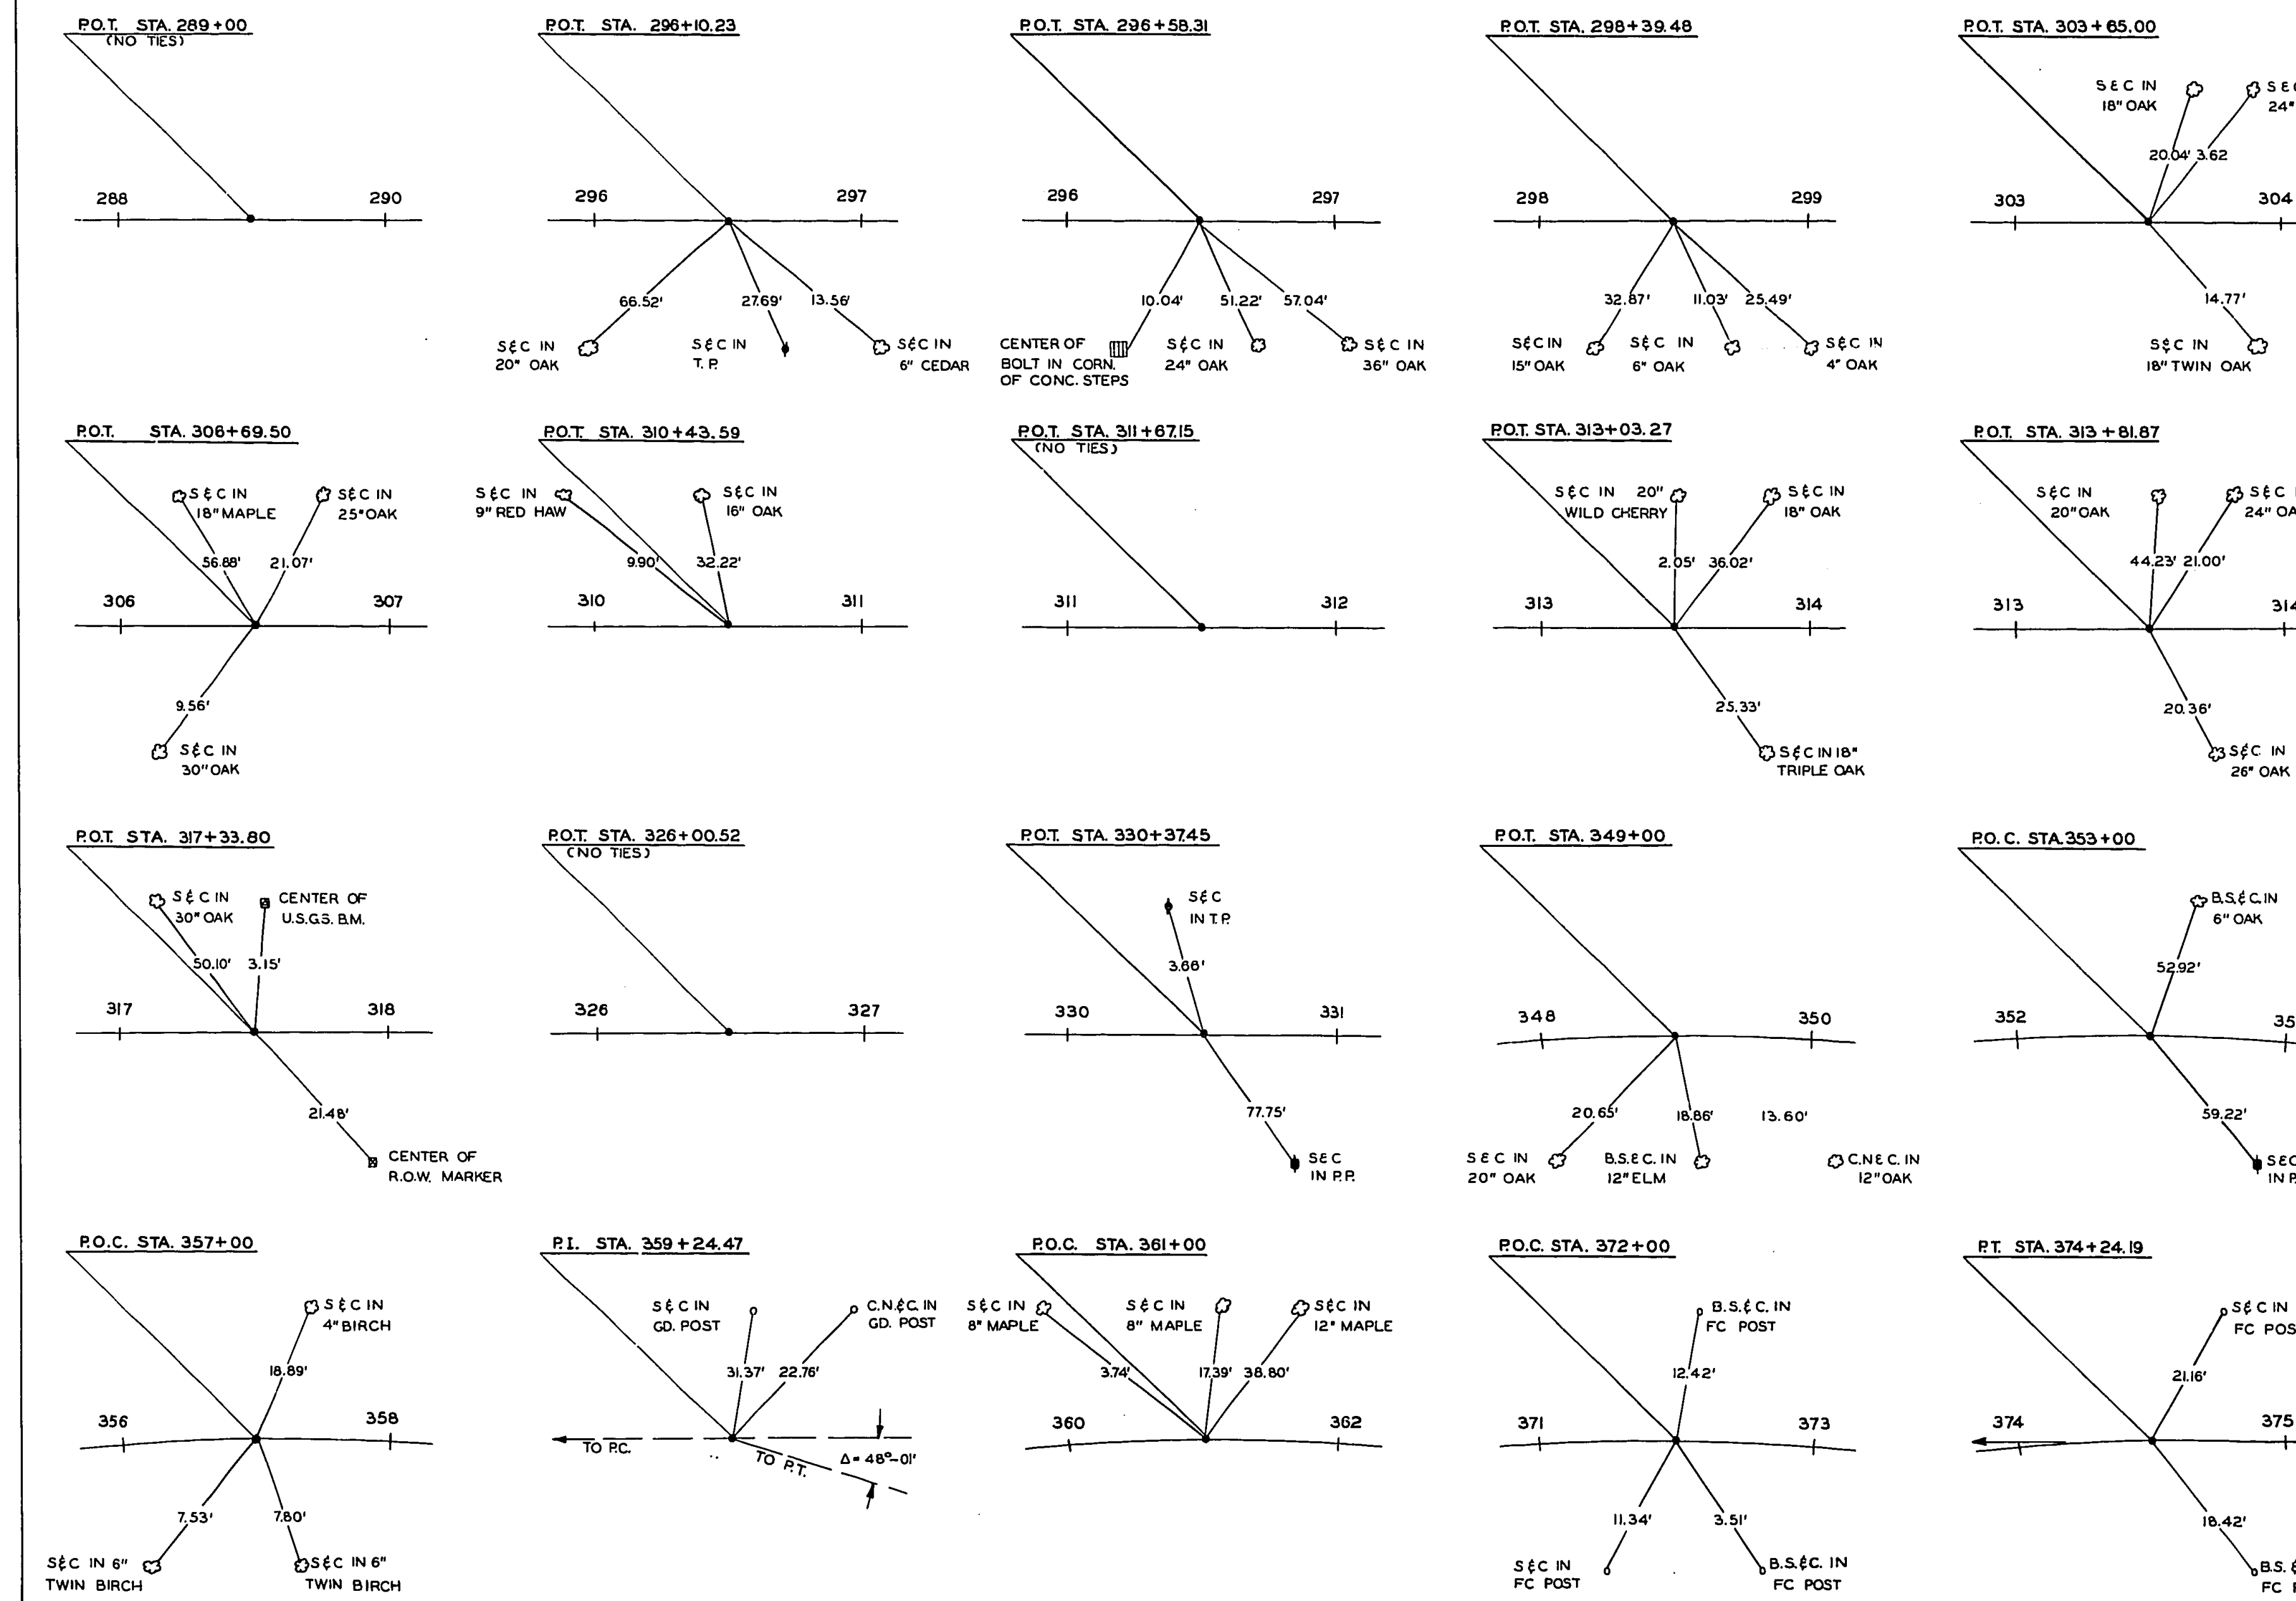 P.O.T. STA. 289+00
(NO TIES)
288
290
P.O.T. STA. 296+10.23
296
297
66.52'
27.69'
13.56'
S&C IN
20" OAK
S&C IN
T.P.
S&C IN
6" CEDAR
P.O.T. STA. 296+58.31
296
297
10.04'
51.22'
57.04'
CENTER OF
BOLT IN CORN.
OF CONC. STEPS
S&C IN
24" OAK
S&C IN
36" OAK
P.O.T. STA. 298+39.48
298
299
32.87'
11.03'
25.49'
S&C IN
15" OAK
S&C IN
6" OAK
S&C IN
4" OAK
P.O.T. STA. 303+65.00
S&C IN
18" OAK
24"
20.04'
3.62
303
304
14.77'
S&C IN
18" TWIN OAK
P.O.T. STA. 306+69.50
S&C IN
18" MAPLE
S&C IN
25" OAK
56.88'
21.07'
306
307
9.56'
S&C IN
30" OAK
P.O.T. STA. 310+43.59
S&C IN
9" RED HAW
S&C IN
16" OAK
9.90'
32.22'
310
311
P.O.T. STA. 311+67.15
(NO TIES)
311
312
P.O.T. STA. 313+03.27
S&C IN 20"
WILD CHERRY
S&C IN
18" OAK
2.05'
36.02'
313
314
25.33'
S&C IN 18"
TRIPLE OAK
P.O.T. STA. 313+81.87
S&C IN
20" OAK
S&C
24" OA
44.23'
21.00'
313
314
20.36'
S&C. IN
26" OAK
P.O.T. STA. 317+33.80
S&C IN
30" OAK
CENTER OF
U.S.G.S. B.M.
50.10'
3.15'
317
318
21.48'
CENTER OF
R.O.W. MARKER
P.O.T. STA. 326+00.52
(NO TIES)
326
327
P.O.T. STA. 330+37.45
S&C
IN T.P.
3.66'
330
331
77.75'
S&C
IN P.P.
P.O.T. STA. 349+00
348
350
20.65'
18.86'
13.60'
S&C IN
20" OAK
B.S.&C. IN
12" ELM
C.N&C. IN
12" OAK
P.O.C. STA. 353+00
B.S.&C. IN
6" OAK
52.92'
352
35
59.22'
S&C
IN P.
P.O.C. STA. 357+00
S&C IN
4" BIRCH
18.89'
356
358
7.53'
7.80'
S&C IN 6"
TWIN BIRCH
S&C IN 6"
TWIN BIRCH
P.I. STA. 359+24.47
S&C IN
GD. POST
C.N.&C. IN
GD. POST
31.37'
22.76'
TO P.C.
TO P.T.
Δ= 48°-01'
P.O.C. STA. 361+00
S&C IN
8" MAPLE
S&C IN
8" MAPLE
S&C IN
12" MAPLE
3.74'
17.39'
38.80'
360
362
P.O.C. STA. 372+00
B.S.&C. IN
FC POST
12.42'
371
373
11.34'
3.51'
S&C IN
FC POST
B.S.&C. IN
FC POST
P.T. STA. 374+24.19
S&C IN
FC POS
21.16'
374
375
18.42'
B.S.
FC